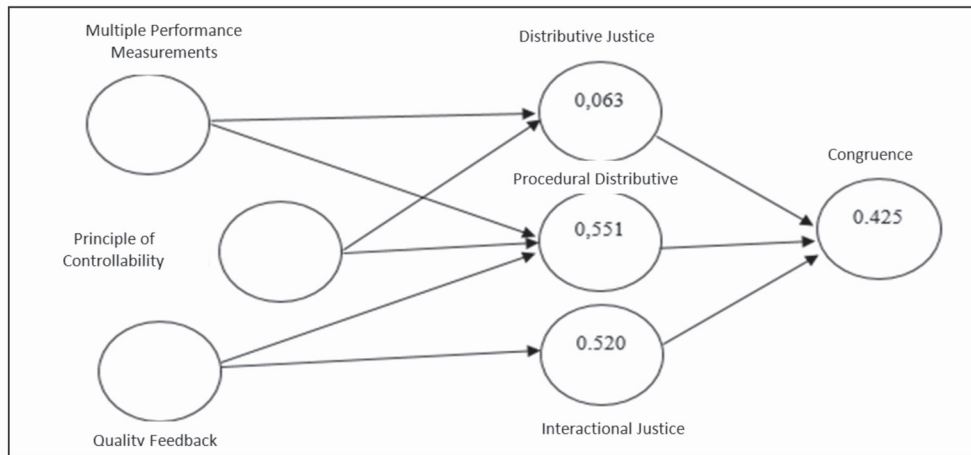 Multiple Performance
Measurements
Distributive Justice
0,063
Procedural Distributive
Congruence
0,551
0.425
Principle of
Controllability
0.520
Quality Feedback
Interactional Justice